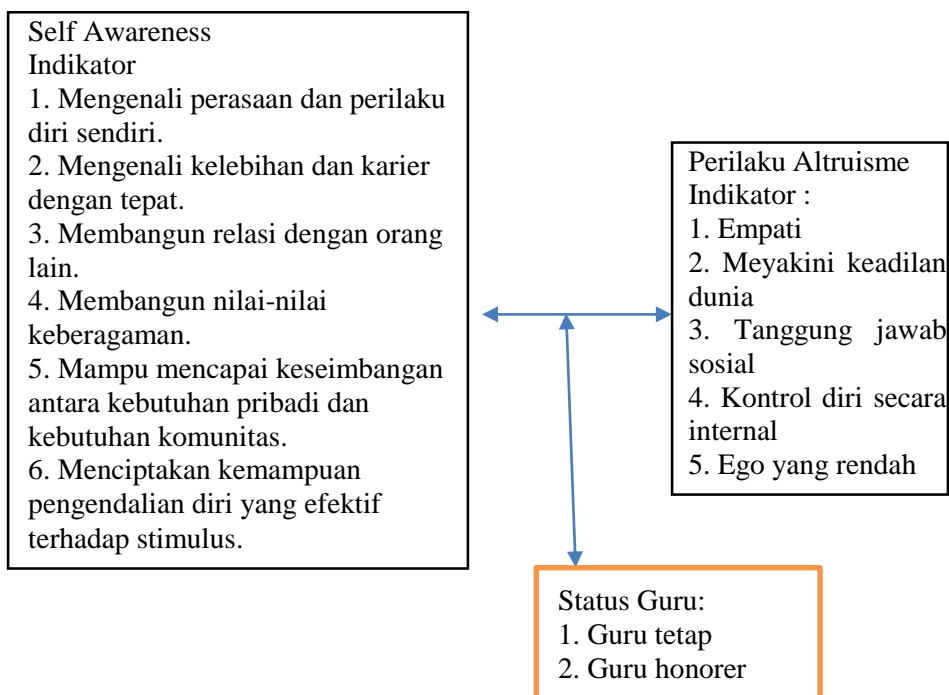 Self Awareness
Indikator
1. Mengenali perasaan dan perilaku
diri sendiri.
2. Mengenali kelebihan dan karier
dengan tepat.
3. Membangun relasi dengan orang
lain.
4. Membangun nilai-nilai
keberagaman.
5. Mampu mencapai keseimbangan
antara kebutuhan pribadi dan
kebutuhan komunitas.
6. Menciptakan kemampuan
pengendalian diri yang efektif
terhadap stimulus.
Perilaku Altruisme
Indikator :
1. Empati
2. Meyakini keadilan
dunia
3. Tanggung jawab
sosial
4. Kontrol diri secara
internal
5. Ego yang rendah
Status Guru:
1. Guru tetap
2. Guru honorer